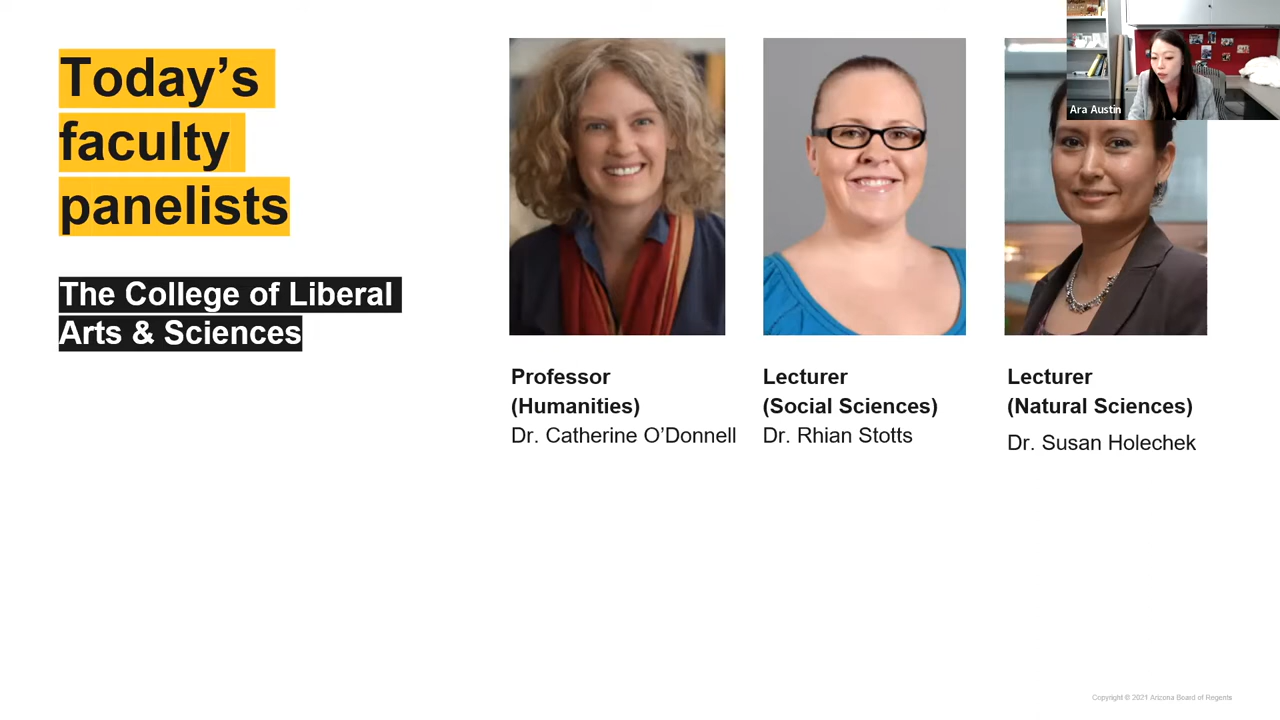 Today’s
faculty
panelists
The College of Liberal
Arts & Sciences
Ara Austin
Professor
(Humanities)
Dr. Catherine O’Donnell
Lecturer
(Social Sciences)
Dr. Rhian Stotts
Lecturer
(Natural Sciences)
Dr. Susan Holechek
Copyright © 2021 Arizona Board of Regents